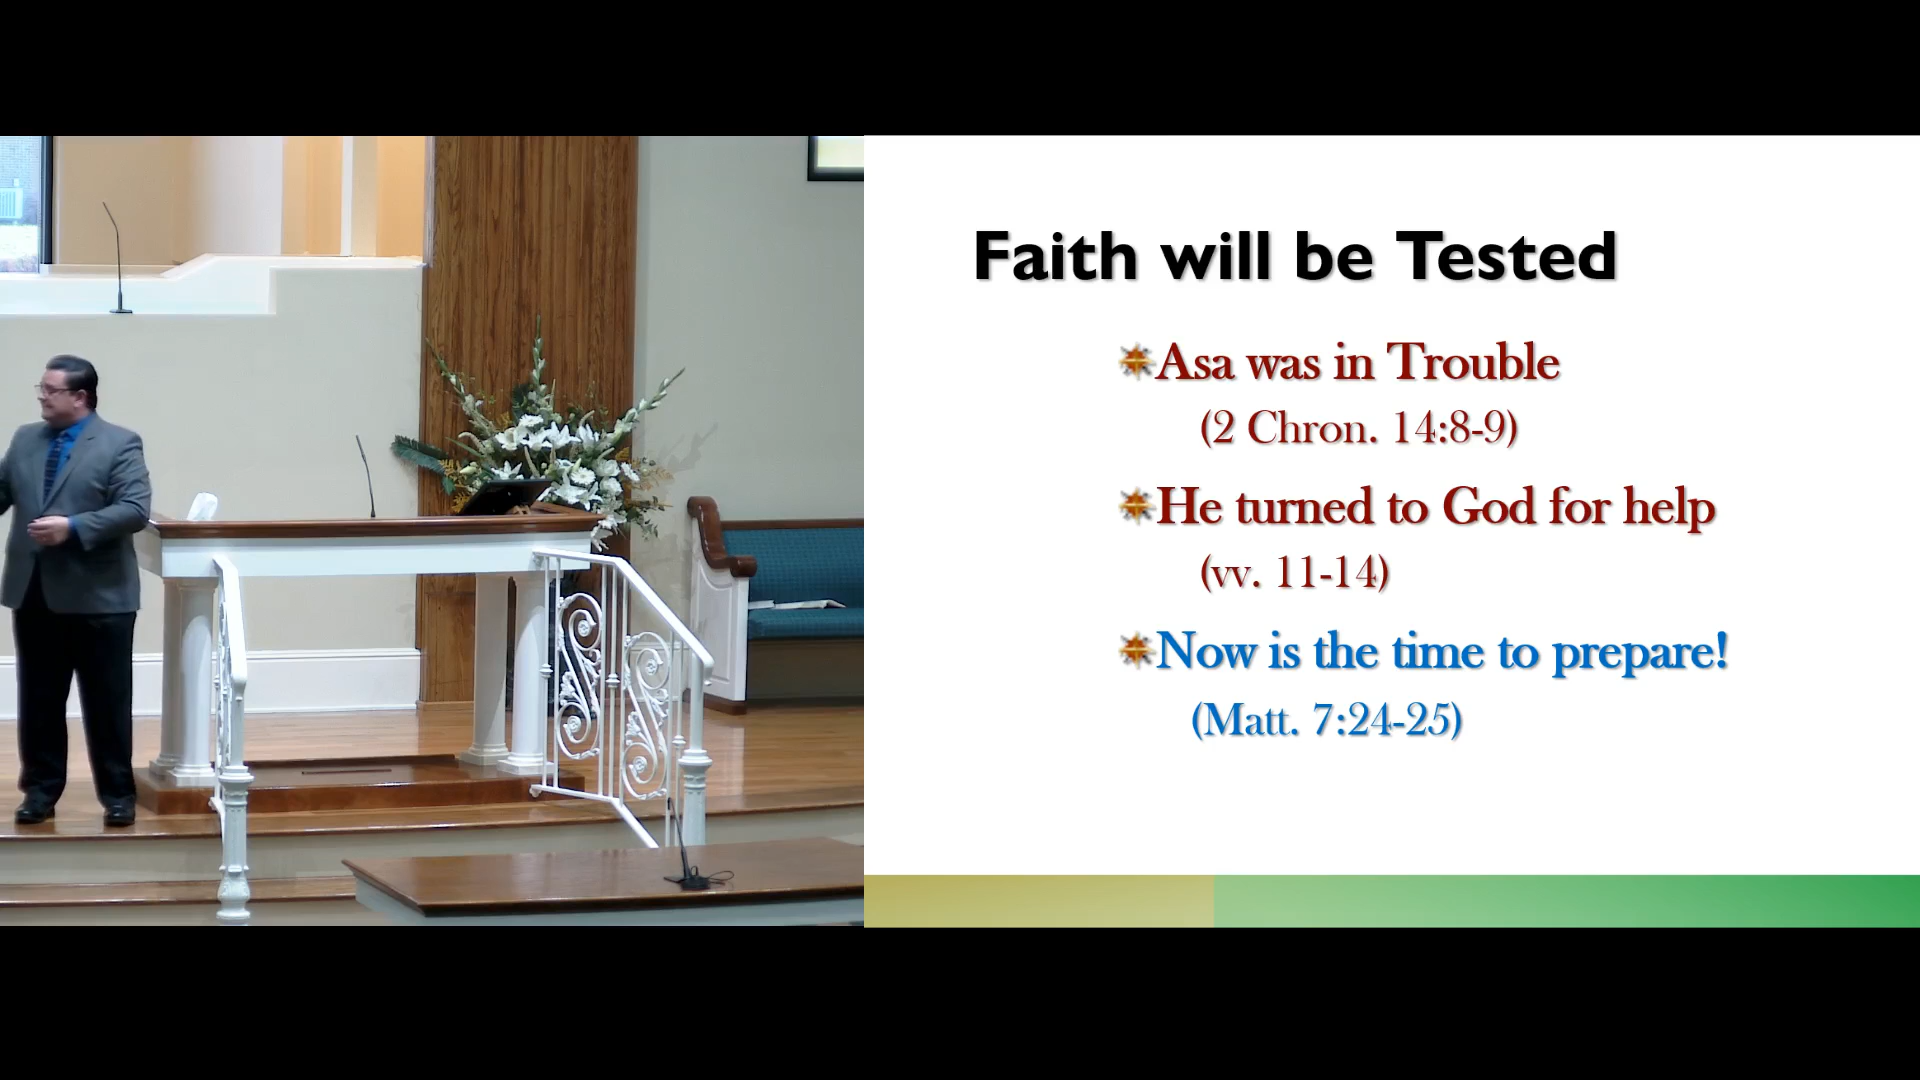 Faith will be Tested
Asa was in Trouble
(2 Chron. 14:8-9)
He turned to God for help
(vv. 11-14)
Now is the time to prepare!
(Matt. 7:24-25)